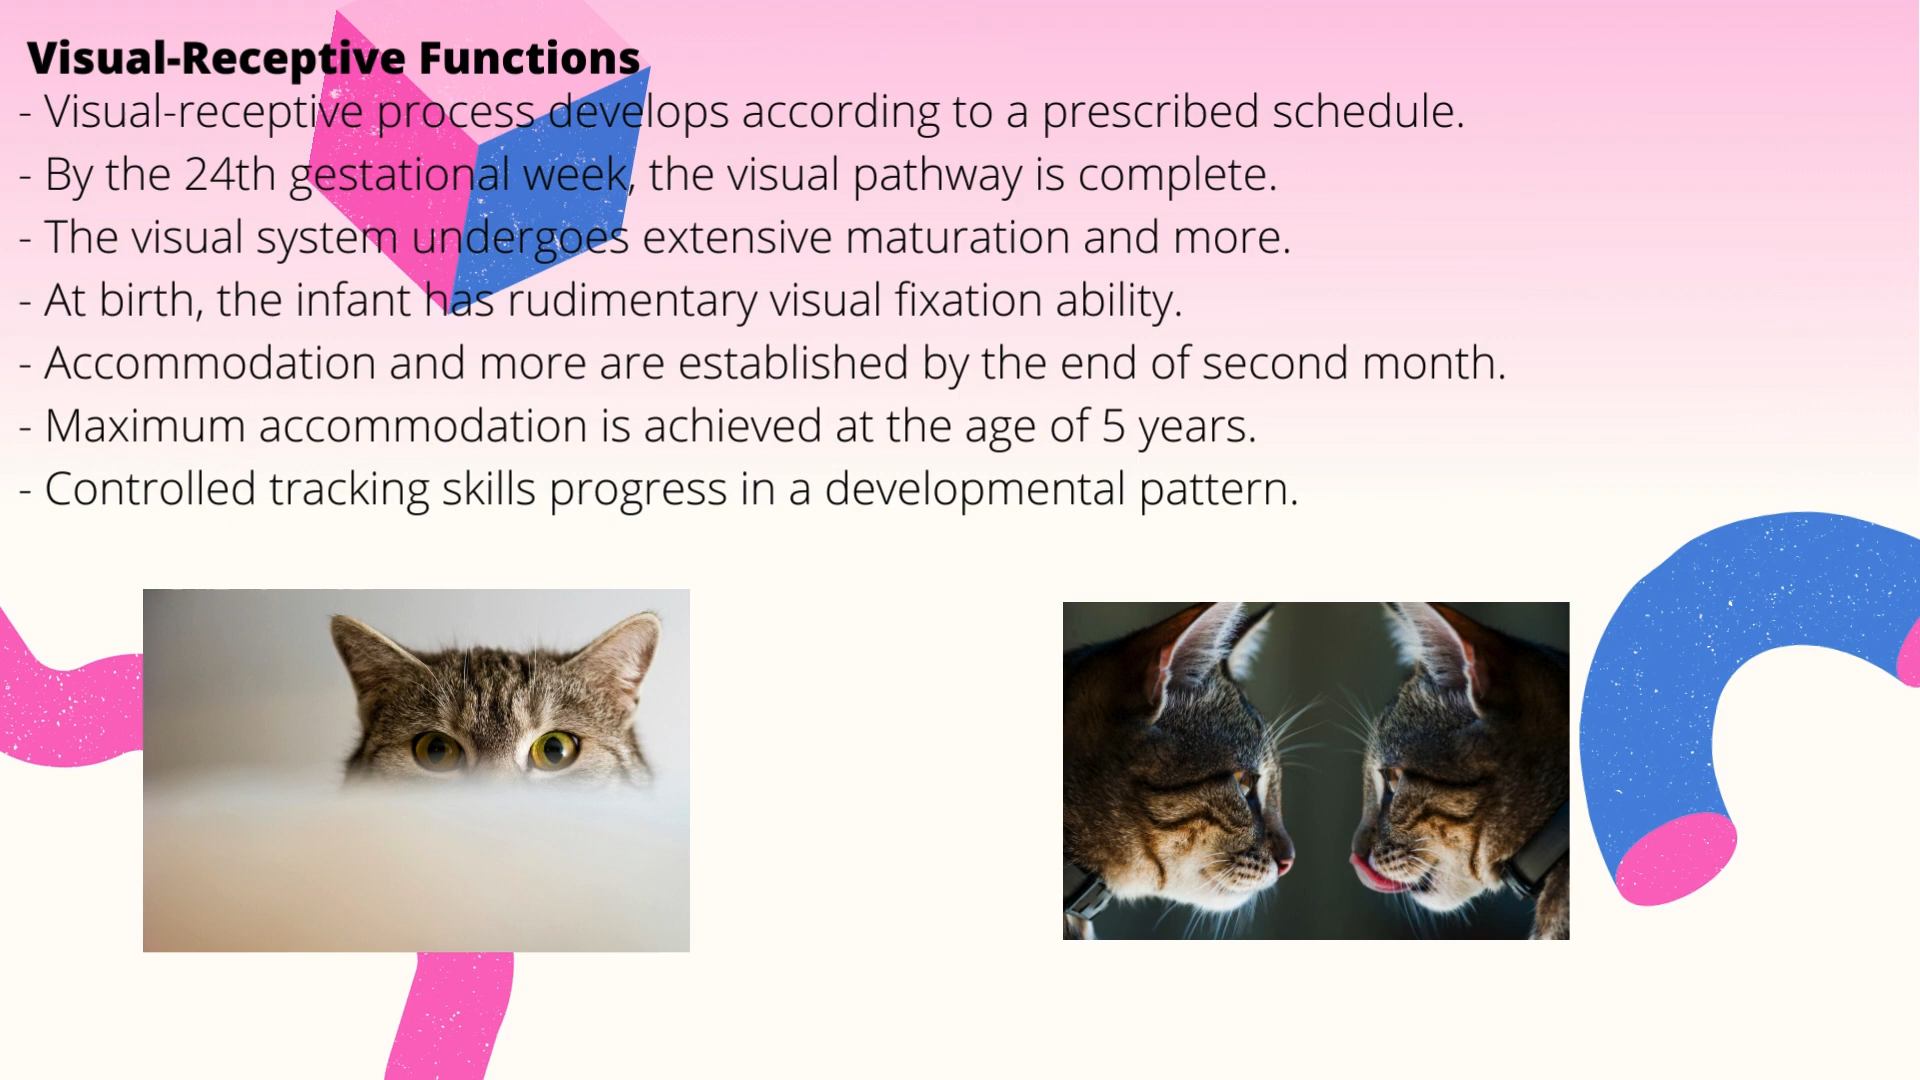 Visual-Receptive Functions
- Visual-receptive process develops according to a prescribed schedule.
- By the 24th gestational week, the visual pathway is complete.
- The visual system undergoes extensive maturation and more.
- At birth, the infant has rudimentary visual fixation ability.
- Accommodation and more are established by the end of second month.
- Maximum accommodation is achieved at the age of 5 years.
- Controlled tracking skills progress in a developmental pattern.